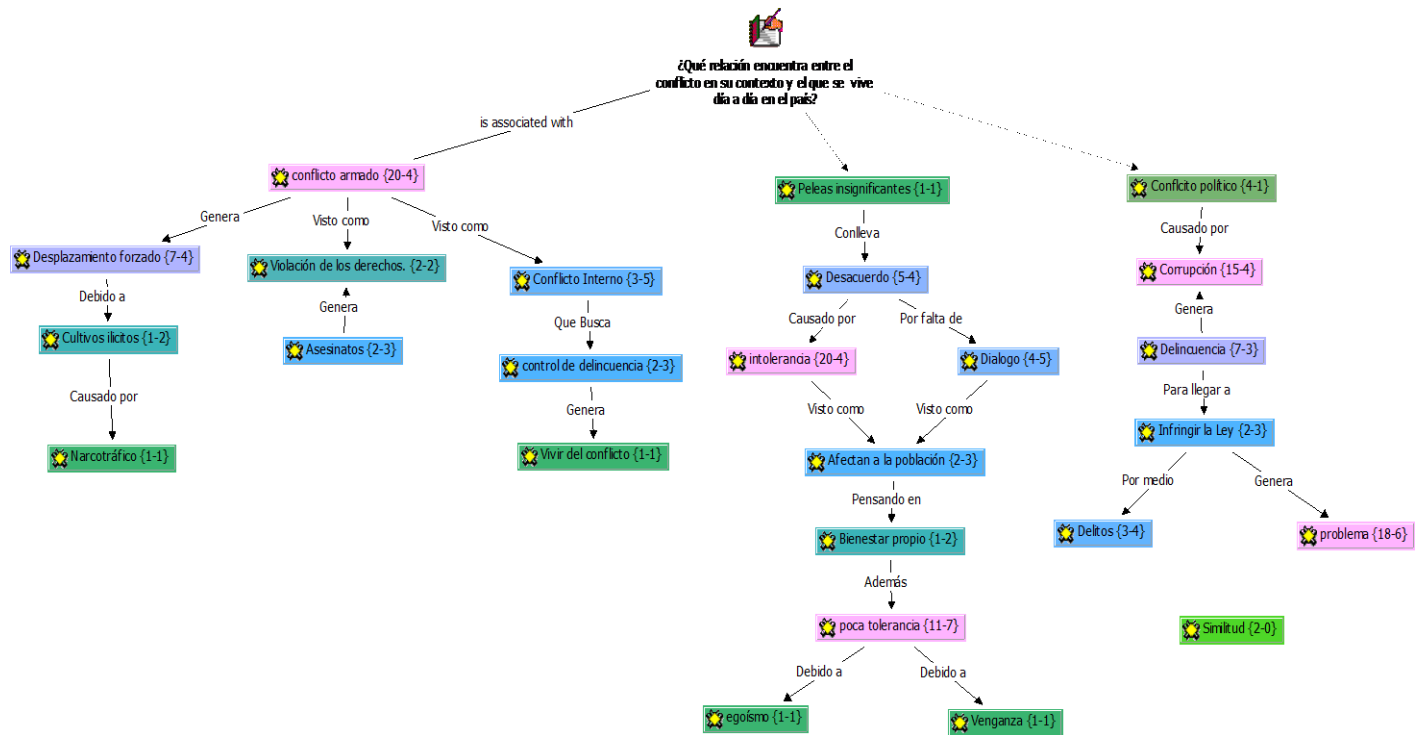 ¿Qué relación encuentra entre el
conflicto en su contexto y el que se vive
día a día en el país?
is associated with
conflicto armado {20-4}
Peleas insignificantes {1-1}
Conflcito político {4-1}
Genera
Visto como
Visto como
Conlleva
Causado por
Desplazamiento forzado {7-4}
Violación de los derechos. {2-2}
Conflicto Interno {3-5}
Desacuerdo {5-4}
Corrupción {15-4}
Debido a
Genera
Que Busca
Causado por
Por falta de
Genera
Cultivos ilicitos {1-2}
Asesinatos {2-3}
control de delincuencia {2-3}
intolerancia {20-4}
Dialogo {4-5}
Delincuencia {7-3}
Causado por
Genera
Visto como
Visto como
Para llegar a
Narcotráfico {1-1}
Vivir del conflicto {1-1}
Afectan a la población {2-3}
Infringir la Ley {2-3}
Pensando en
Por medio
Genera
Bienestar propio {1-2}
Delitos {3-4}
problema {18-6}
Además
poca tolerancia {11-7}
Similitud {2-0}
Debido a
Debido a
egoísmo {1-1}
Venganza {1-1}